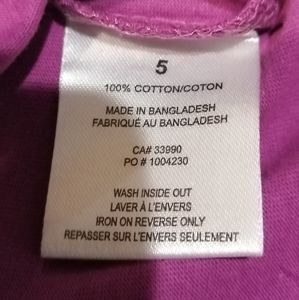 5
100% COTTON/COTON
MADE IN BANGLADESH
FABRIQUÉ AU BANGLADESH
CA# 33990
PO # 1004230
WASH INSIDE OUT
LAVER À L'ENVERS
IRON ON REVERSE ONLY
REPASSER SUR L'ENVERS SEULEMENT